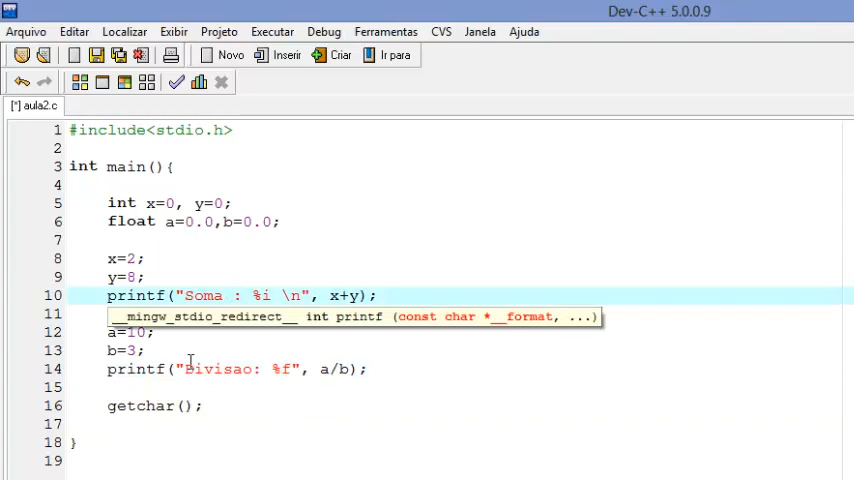 Dev-C++ 5.0.0.9
Arquivo Editar Localizar Exibir Projeto Executar Debug Ferramentas CVS Janela Ajuda
Novo Inserir Criar Ir para
[*] aula2.c
1 #include<stdio.h>
2
3 int main(){
4
5 int x=0, y=0;
6 float a=0.0,b=0.0;
7
8 x=2;
9 y=8;
10 printf("Soma : %i \n", x+y);
11 __mingw_stdio_redirect__ int printf (const char *__format, ...)
12 a=10;
13 b=3;
14 printf("Divisao: %f", a/b);
15
16 getchar();
17
18 }
19